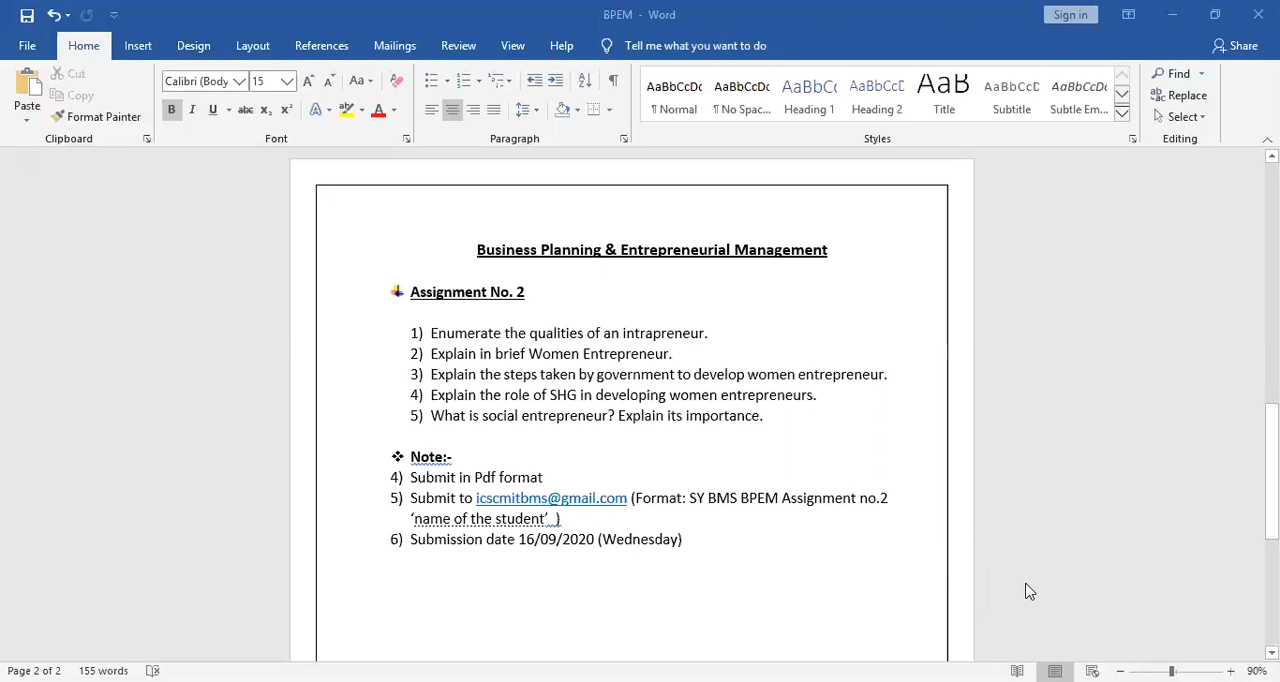 BPEM - Word
Sign in
File Home Insert Design Layout References Mailings Review View Help Tell me what you want to do Share
Paste
Cut
Copy
Format Painter
Clipboard
Calibri (Body 15
Aa
B I U abc x₂ x² A ab A
Font
Paragraph
AaBbCcDc AaBbCcDc AaBbCc AaBbCcC AaB AaBbCcC AaBbCcDc
¶ Normal ¶ No Spac... Heading 1 Heading 2 Title Subtitle Subtle Em...
Styles
Find
Replace
Select
Editing
Business Planning & Entrepreneurial Management
Assignment No. 2
1) Enumerate the qualities of an intrapreneur.
2) Explain in brief Women Entrepreneur.
3) Explain the steps taken by government to develop women entrepreneur.
4) Explain the role of SHG in developing women entrepreneurs.
5) What is social entrepreneur? Explain its importance.
Note:-
4) Submit in Pdf format
5) Submit to icscmitbms@gmail.com (Format: SY BMS BPEM Assignment no.2
‘name of the student’ )
6) Submission date 16/09/2020 (Wednesday)
Page 2 of 2 155 words 90%